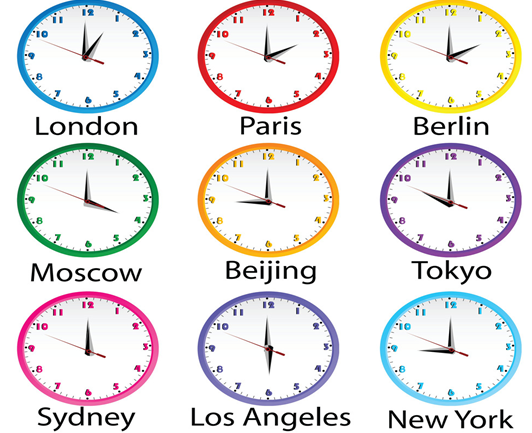 London
Paris
Berlin
Moscow
Beijing
Tokyo
Sydney
Los Angeles
New York